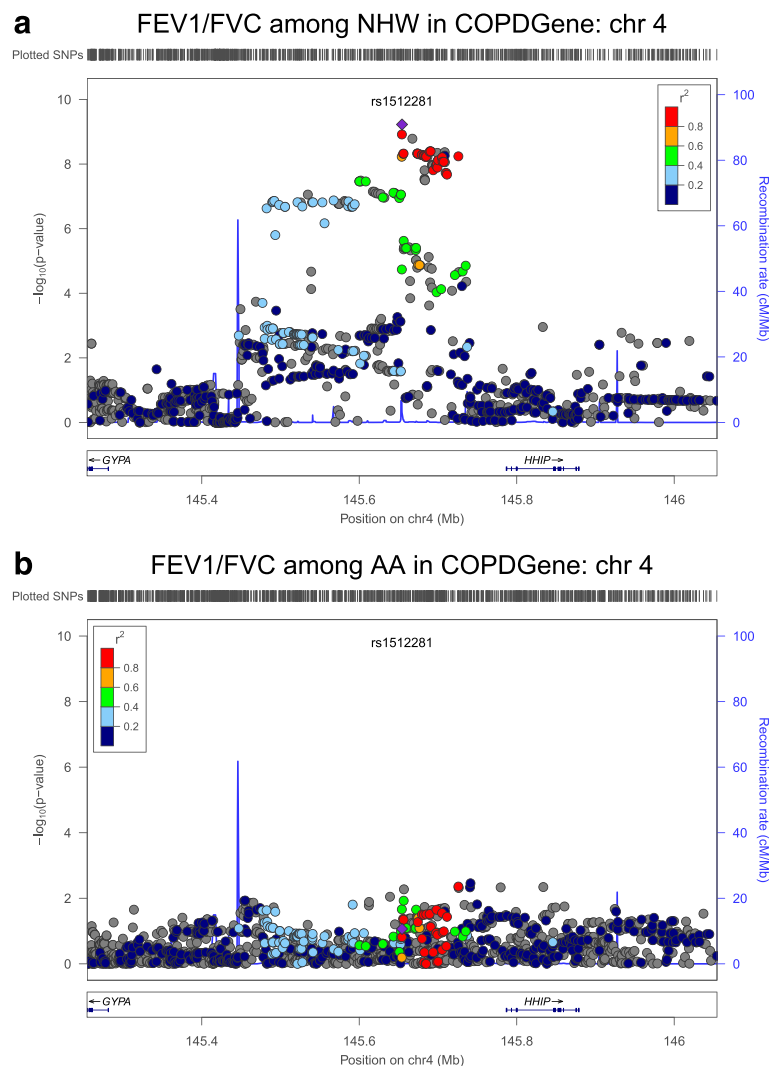 a
FEV1/FVC among NHW in COPDGene: chr 4
Plotted SNPs
rs1512281
r2
0.8
0.6
0.4
0.2
10
8
6
4
2
0
−log10(p−value)
100
80
60
40
20
0
Recombination rate (cM/Mb)
← GYPA
HHIP →
145.4
145.6
145.8
146
Position on chr4 (Mb)
b
FEV1/FVC among AA in COPDGene: chr 4
Plotted SNPs
rs1512281
r2
0.8
0.6
0.4
0.2
10
8
6
4
2
0
−log10(p−value)
100
80
60
40
20
0
Recombination rate (cM/Mb)
← GYPA
HHIP →
145.4
145.6
145.8
146
Position on chr4 (Mb)